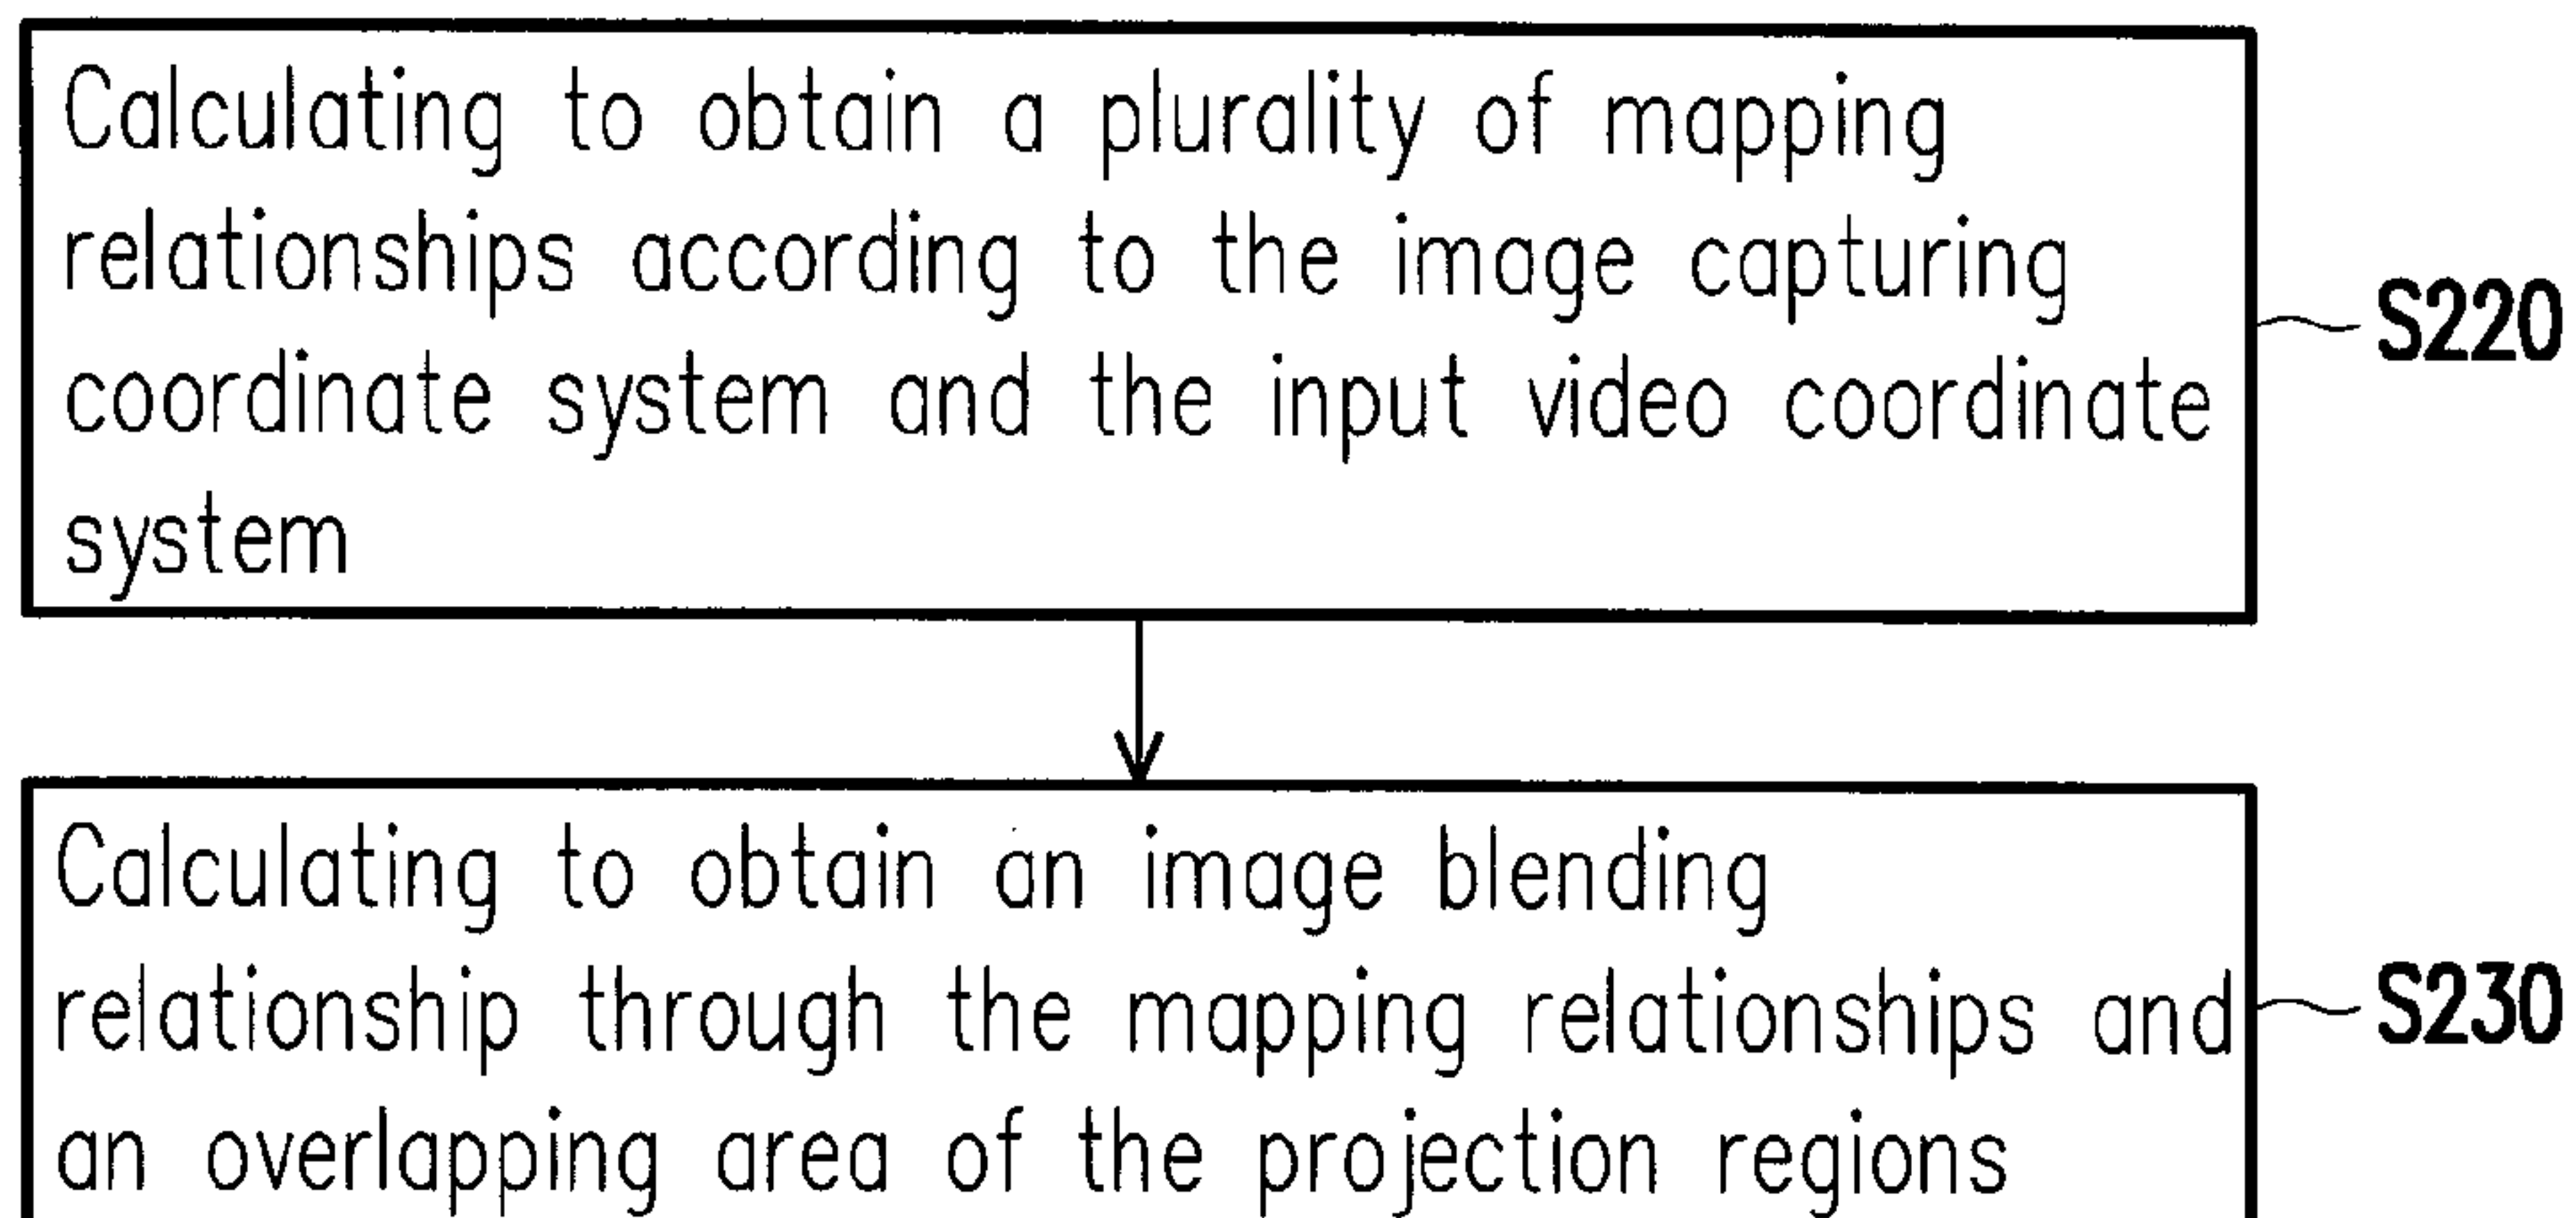 Calculating to obtain a plurality of mapping
relationships according to the image capturing
coordinate system and the input video coordinate
system
S220
Calculating to obtain an image blending
relationship through the mapping relationships and
an overlapping area of the projection regions
S230